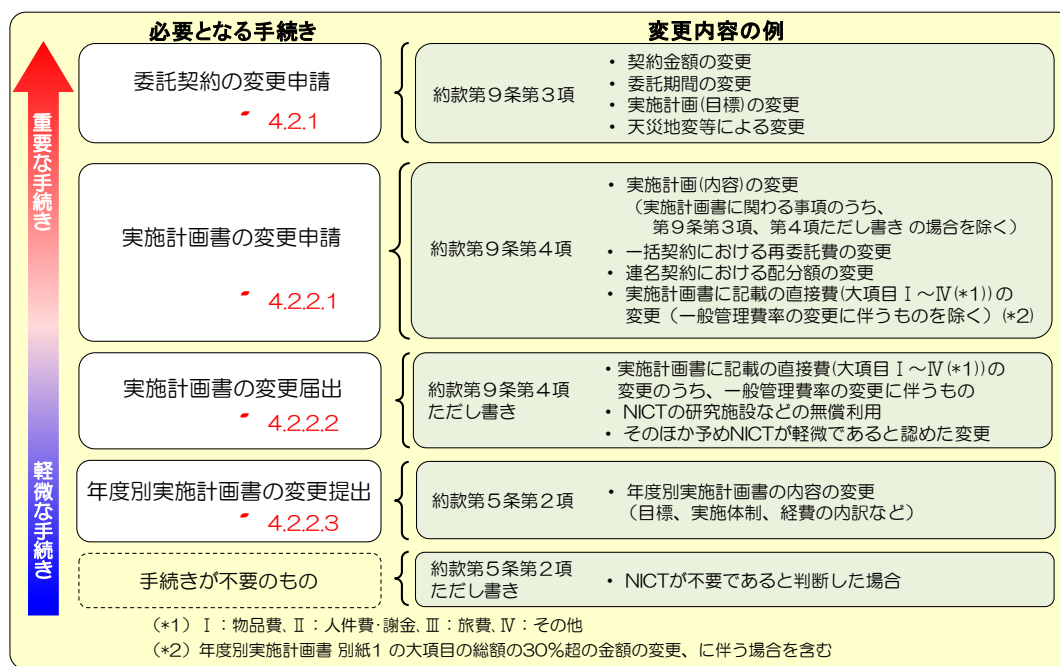 必要となる手続き
変更内容の例
重要な手続き
軽微な手続き
委託契約の変更申請
4.2.1
約款第9条第3項
・ 契約金額の変更
・ 委託期間の変更
・ 実施計画(目標)の変更
・ 天災地変等による変更
実施計画書の変更申請
4.2.2.1
約款第9条第4項
・ 実施計画(内容)の変更
（実施計画書に関わる事項のうち、
第９条第３項、第４項ただし書き の場合を除く）
・ 一括契約における再委託費の変更
・ 連名契約における配分額の変更
・ 実施計画書に記載の直接費(大項目Ⅰ～Ⅳ(*1))の
変更（一般管理費率の変更に伴うものを除く）(*2)
実施計画書の変更届出
4.2.2.2
約款第9条第4項
ただし書き
・ 実施計画書に記載の直接費(大項目Ⅰ～Ⅳ(*1))の
変更のうち、一般管理費率の変更に伴うもの
・ NICTの研究施設などの無償利用
・ そのほか予めNICTが軽微であると認めた変更
年度別実施計画書の変更提出
4.2.2.3
約款第5条第2項
・ 年度別実施計画書の内容の変更
（目標、実施体制、経費の内訳など）
手続きが不要のもの
約款第5条第2項
ただし書き
・ NICTが不要であると判断した場合
(*1) Ⅰ：物品費、Ⅱ：人件費・謝金、Ⅲ：旅費、Ⅳ：その他
(*2) 年度別実施計画書 別紙1 の大項目の総額の30%超の金額の変更、に伴う場合を含む